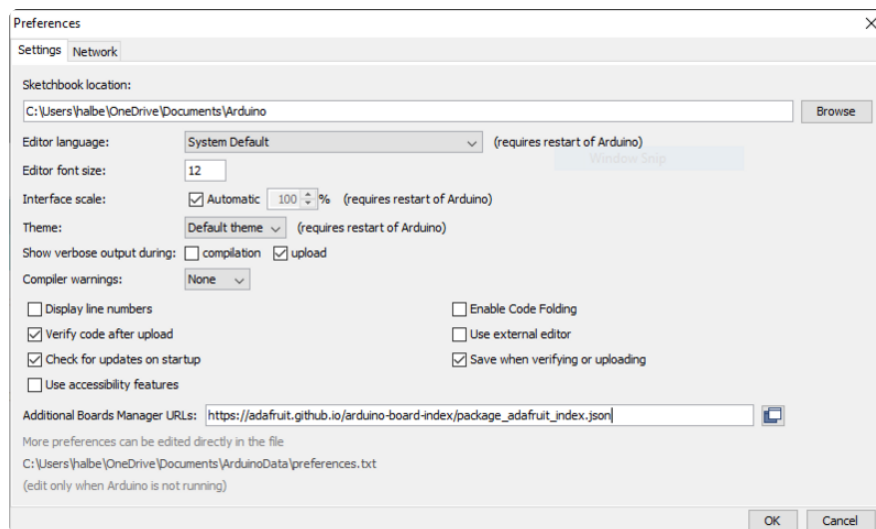 Preferences
Settings Network
Sketchbook location:
C:\Users\halbe\OneDrive\Documents\Arduino Browse
Editor language: System Default (requires restart of Arduino)
Window Snip
Editor font size: 12
Interface scale: Automatic 100 % (requires restart of Arduino)
Theme: Default theme (requires restart of Arduino)
Show verbose output during: compilation upload
Compiler warnings: None
Display line numbers Enable Code Folding
Verify code after upload Use external editor
Check for updates on startup Save when verifying or uploading
Use accessibility features
Additional Boards Manager URLs: https://adafruit.github.io/arduino-board-index/package_adafruit_index.json
More preferences can be edited directly in the file
C:\Users\halbe\OneDrive\Documents\ArduinoData\preferences.txt
(edit only when Arduino is not running)
OK Cancel